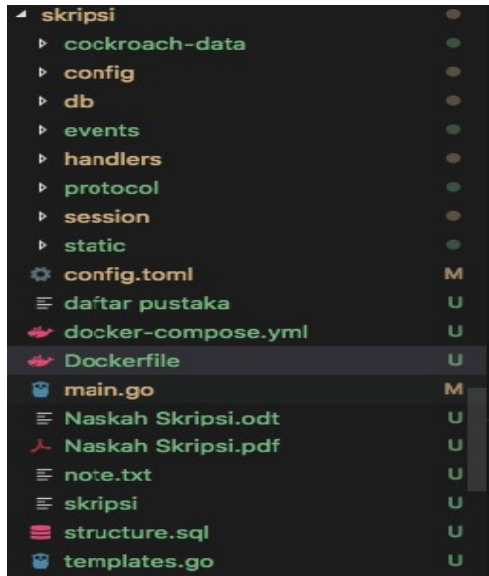 skripsi
cockroach-data
config
db
events
handlers
protocol
session
static
config.toml M
daftar pustaka U
docker-compose.yml U
Dockerfile U
main.go M
Naskah Skripsi.odt U
Naskah Skripsi.pdf U
note.txt U
skripsi U
structure.sql U
templates.go U